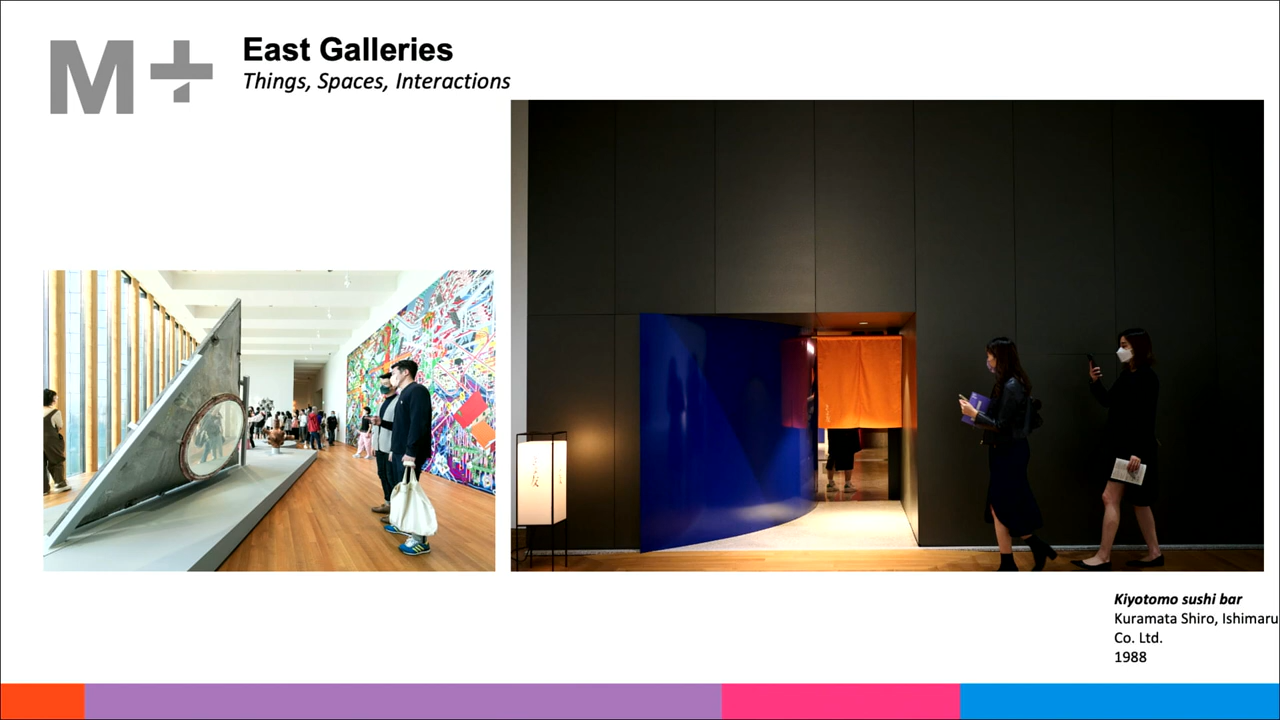 M+
East Galleries
Things, Spaces, Interactions
Kiyotomo sushi bar
Kuramata Shiro, Ishimaru
Co. Ltd.
1988